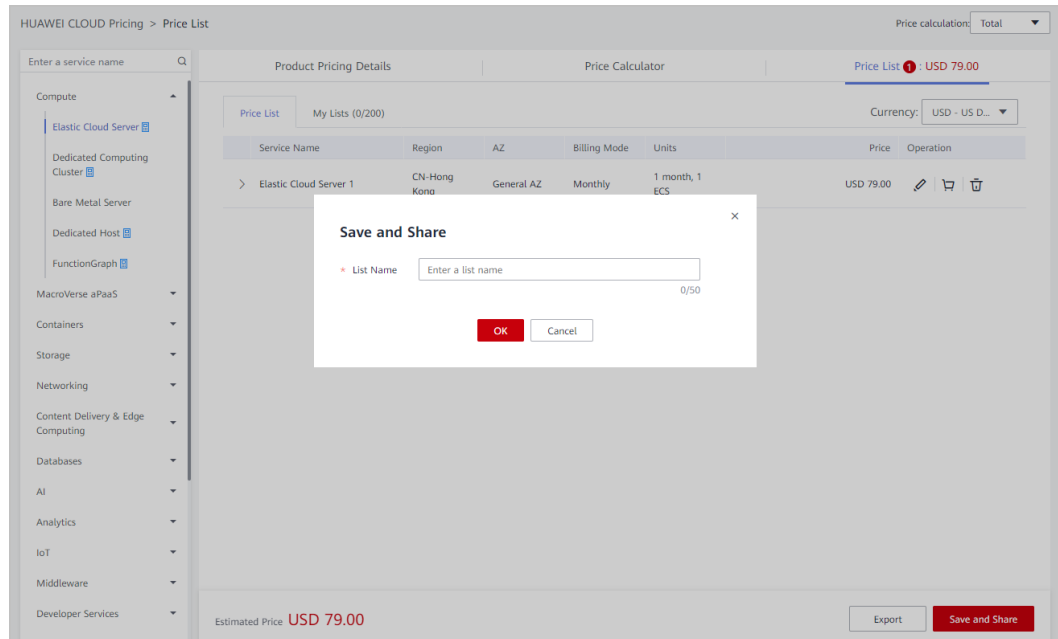 HUAWEI CLOUD Pricing > Price List
Price calculation: Total
Enter a service name
Product Pricing Details
Price Calculator
Price List 1 : USD 79.00
Compute
Elastic Cloud Server
Dedicated Computing
Cluster
Bare Metal Server
Dedicated Host
FunctionGraph
MacroVerse aPaaS
Containers
Storage
Networking
Content Delivery & Edge
Computing
Databases
AI
Analytics
IoT
Middleware
Developer Services
Price List
My Lists (0/200)
Currency: USD - US D...
Service Name Region AZ Billing Mode Units Price Operation
Elastic Cloud Server 1 CN-Hong Kong General AZ Monthly 1 month, 1 ECS USD 79.00
Save and Share
* List Name Enter a list name
0/50
OK Cancel
Estimated Price USD 79.00
Export Save and Share